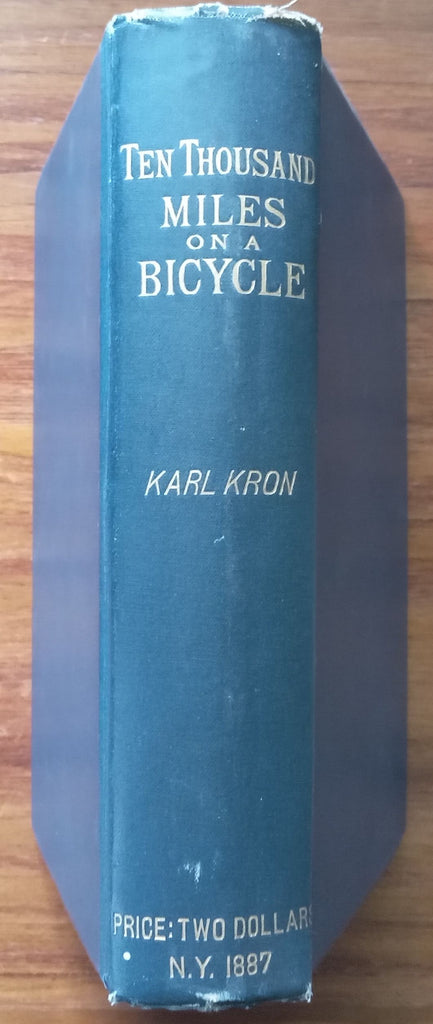 TEN THOUSAND
MILES
ON A
BICYCLE
KARL KRON
PRICE: TWO DOLLARS
N.Y. 1887